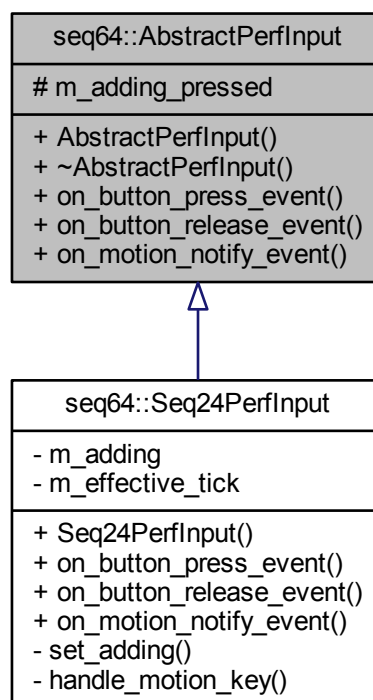 seq64::AbstractPerfInput
# m_adding_pressed
+ AbstractPerfInput()
+ ~AbstractPerfInput()
+ on_button_press_event()
+ on_button_release_event()
+ on_motion_notify_event()
seq64::Seq24PerfInput
- m_adding
- m_effective_tick
+ Seq24PerfInput()
+ on_button_press_event()
+ on_button_release_event()
+ on_motion_notify_event()
- set_adding()
- handle_motion_key()